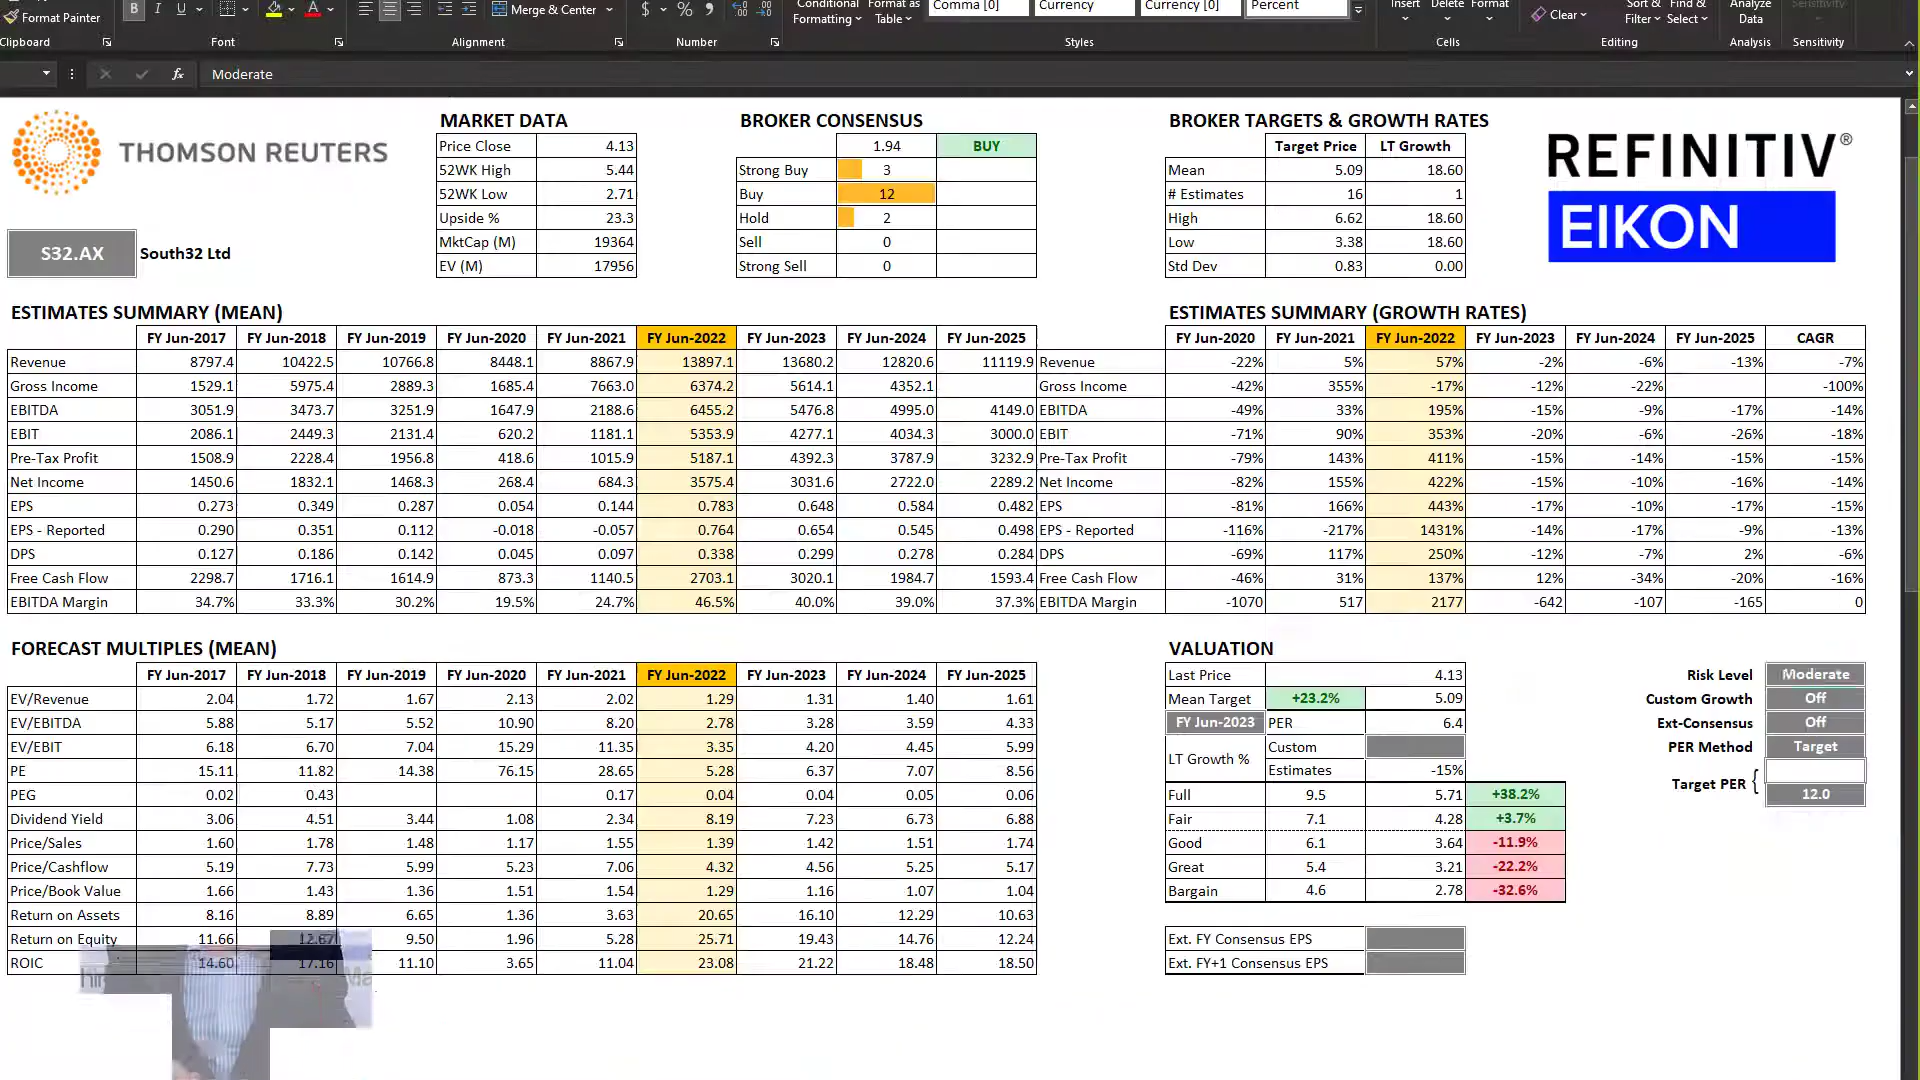 Format Painter
B I U A
Merge & Center
$ % 9
Conditional Formatting
Format as Table
Comma [0] Currency Currency [0] Percent
Insert Delete Format
Clear
Sort & Filter
Find & Select
Analyze Data
Sensitivity
Clipboard Font Alignment Number Styles Cells Editing Analysis Sensitivity
fx Moderate
THOMSON REUTERS
S32.AX South32 Ltd
MARKET DATA
Price Close 4.13
52WK High 5.44
52WK Low 2.71
Upside % 23.3
MktCap (M) 19364
EV (M) 17956
BROKER CONSENSUS
1.94 BUY
Strong Buy 3
Buy 12
Hold 2
Sell 0
Strong Sell 0
BROKER TARGETS & GROWTH RATES
Target Price LT Growth
Mean 5.09 18.60
# Estimates 16 1
High 6.62 18.60
Low 3.38 18.60
Std Dev 0.83 0.00
REFINITIV®
EIKON
ESTIMATES SUMMARY (MEAN)
FY Jun-2017 FY Jun-2018 FY Jun-2019 FY Jun-2020 FY Jun-2021 FY Jun-2022 FY Jun-2023 FY Jun-2024 FY Jun-2025
Revenue 8797.4 10422.5 10766.8 8448.1 8867.9 13897.1 13680.2 12820.6 11119.9
Gross Income 1529.1 5975.4 2889.3 1685.4 7663.0 6374.2 5614.1 4352.1
EBITDA 3051.9 3473.7 3251.9 1647.9 2188.6 6455.2 5476.8 4995.0 4149.0
EBIT 2086.1 2449.3 2131.4 620.2 1181.1 5353.9 4277.1 4034.3 3000.0
Pre-Tax Profit 1508.9 2228.4 1956.8 418.6 1015.9 5187.1 4392.3 3787.9 3232.9
Net Income 1450.6 1832.1 1468.3 268.4 684.3 3575.4 3031.6 2722.0 2289.2
EPS 0.273 0.349 0.287 0.054 0.144 0.783 0.648 0.584 0.482
EPS - Reported 0.290 0.351 0.112 -0.018 -0.057 0.764 0.654 0.545 0.498
DPS 0.127 0.186 0.142 0.045 0.097 0.338 0.299 0.278 0.284
Free Cash Flow 2298.7 1716.1 1614.9 873.3 1140.5 2703.1 3020.1 1984.7 1593.4
EBITDA Margin 34.7% 33.3% 30.2% 19.5% 24.7% 46.5% 40.0% 39.0% 37.3%
ESTIMATES SUMMARY (GROWTH RATES)
FY Jun-2020 FY Jun-2021 FY Jun-2022 FY Jun-2023 FY Jun-2024 FY Jun-2025 CAGR
Revenue -22% 5% 57% -2% -6% -13% -7%
Gross Income -42% 355% -17% -12% -22% -100%
EBITDA -49% 33% 195% -15% -9% -17% -14%
EBIT -71% 90% 353% -20% -6% -26% -18%
Pre-Tax Profit -79% 143% 411% -15% -14% -15% -15%
Net Income -82% 155% 422% -15% -10% -16% -14%
EPS -81% 166% 443% -17% -10% -17% -15%
EPS - Reported -116% -217% 1431% -14% -17% -9% -13%
DPS -69% 117% 250% -12% -7% 2% -6%
Free Cash Flow -46% 31% 137% 12% -34% -20% -16%
EBITDA Margin -1070 517 2177 -642 -107 -165 0
FORECAST MULTIPLES (MEAN)
FY Jun-2017 FY Jun-2018 FY Jun-2019 FY Jun-2020 FY Jun-2021 FY Jun-2022 FY Jun-2023 FY Jun-2024 FY Jun-2025
EV/Revenue 2.04 1.72 1.67 2.13 2.02 1.29 1.31 1.40 1.61
EV/EBITDA 5.88 5.17 5.52 10.90 8.20 2.78 3.28 3.59 4.33
EV/EBIT 6.18 6.70 7.04 15.29 11.35 3.35 4.20 4.45 5.99
PE 15.11 11.82 14.38 76.15 28.65 5.28 6.37 7.07 8.56
PEG 0.02 0.43 0.17 0.04 0.04 0.05 0.06
Dividend Yield 3.06 4.51 3.44 1.08 2.34 8.19 7.23 6.73 6.88
Price/Sales 1.60 1.78 1.48 1.17 1.55 1.39 1.42 1.51 1.74
Price/Cashflow 5.19 7.73 5.99 5.23 7.06 4.32 4.56 5.25 5.17
Price/Book Value 1.66 1.43 1.36 1.51 1.54 1.29 1.16 1.07 1.04
Return on Assets 8.16 8.89 6.65 1.36 3.63 20.65 16.10 12.29 10.63
Return on Equity 11.66 12.67 9.50 1.96 5.28 25.71 19.43 14.76 12.24
ROIC 14.60 17.16 11.10 3.65 11.04 23.08 21.22 18.48 18.50
VALUATION
Last Price 4.13
Mean Target +23.2% 5.09
FY Jun-2023 PER 6.4
LT Growth % Custom
Estimates -15%
Full 9.5 5.71 +38.2%
Fair 7.1 4.28 +3.7%
Good 6.1 3.64 -11.9%
Great 5.4 3.21 -22.2%
Bargain 4.6 2.78 -32.6%
Ext. FY Consensus EPS
Ext. FY+1 Consensus EPS
Risk Level Moderate
Custom Growth Off
Ext-Consensus Off
PER Method Target
Target PER { 12.0